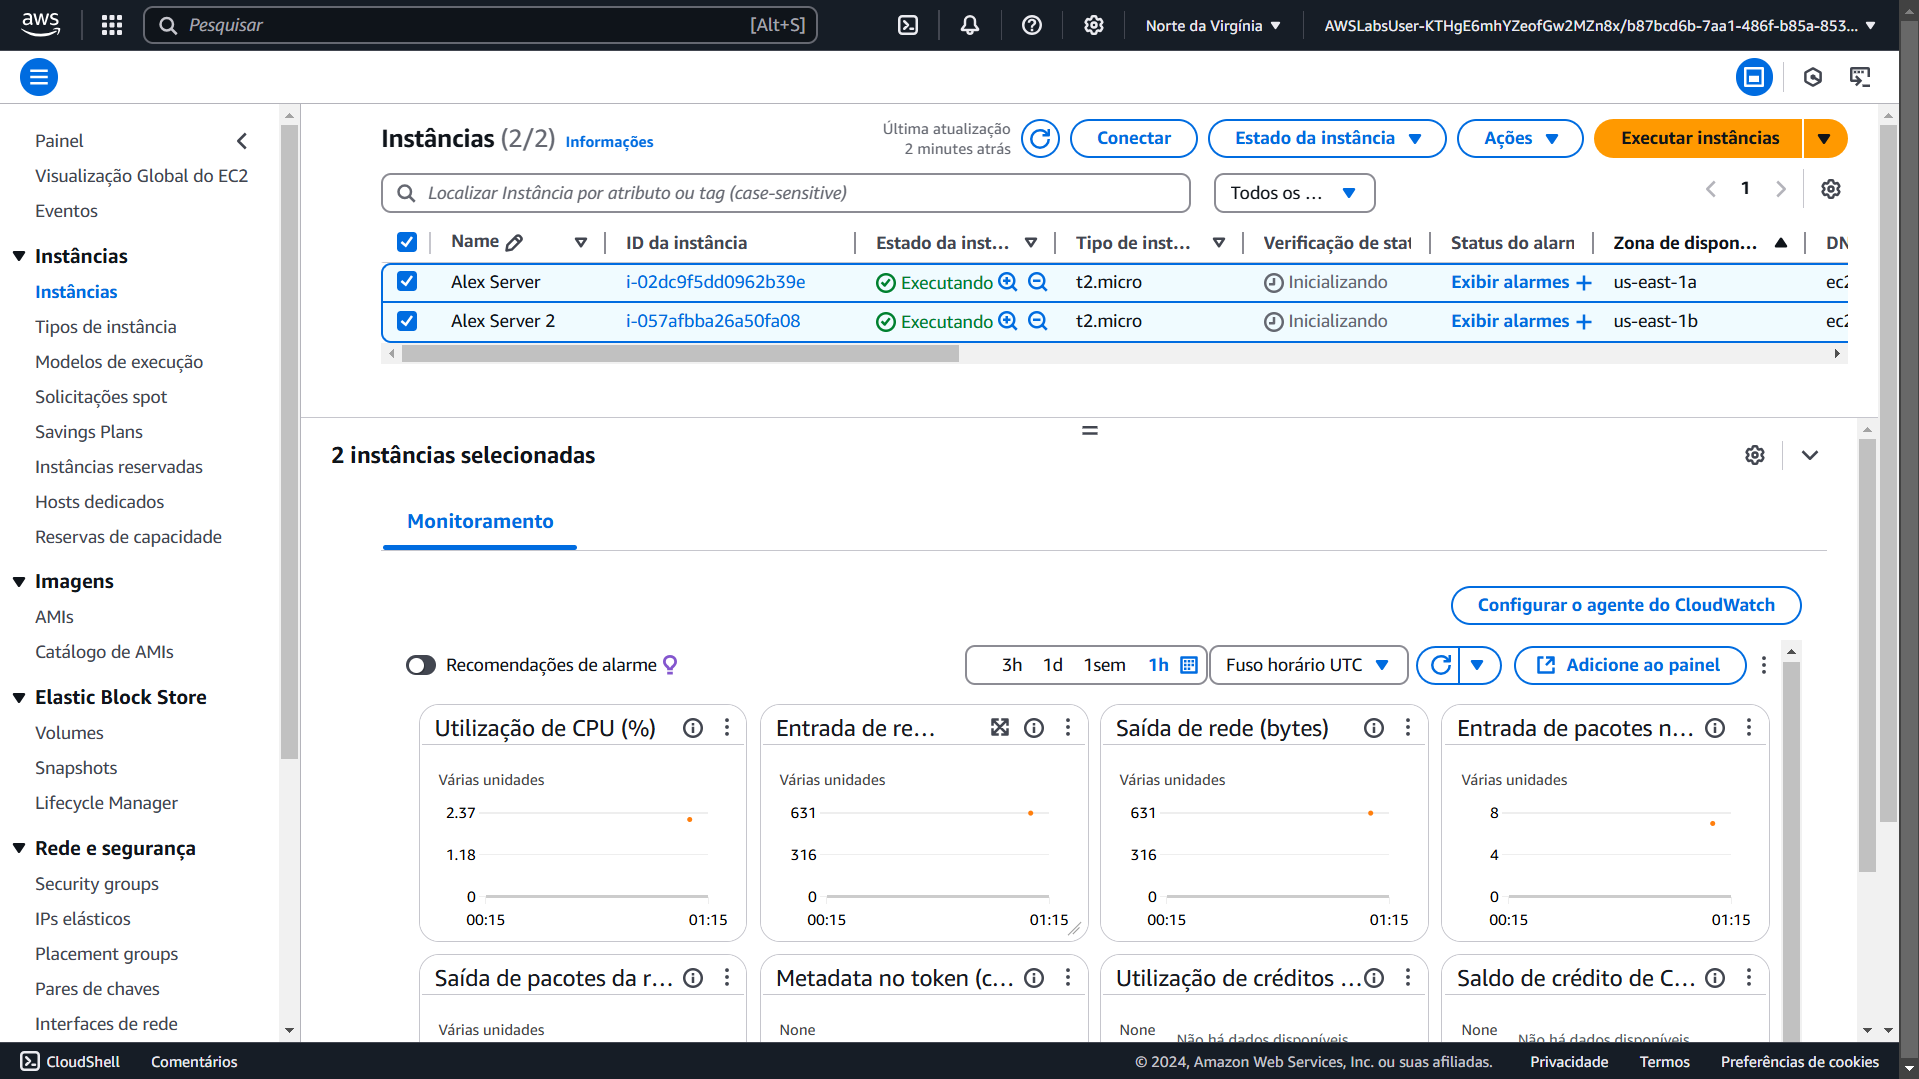 aws
Pesquisar
[Alt+S]
Norte da Virgínia
AWSLabsUser-KTHgE6mhYZeofGw2MZn8x/b87bcd6b-7aa1-486f-b85a-853...
Painel
Visualização Global do EC2
Eventos
Instâncias
Instâncias
Tipos de instância
Modelos de execução
Solicitações spot
Savings Plans
Instâncias reservadas
Hosts dedicados
Reservas de capacidade
Imagens
AMIs
Catálogo de AMIs
Elastic Block Store
Volumes
Snapshots
Lifecycle Manager
Rede e segurança
Security groups
IPs elásticos
Placement groups
Pares de chaves
Interfaces de rede
Instâncias (2/2) Informações
Última atualização
2 minutes atrás
Conectar
Estado da instância
Ações
Executar instâncias
Localizar Instância por atributo ou tag (case-sensitive)
Todos os ...
1
Name ID da instância Estado da inst... Tipo de inst... Verificação de stat Status do alarn Zona de dispon... DN
Alex Server i-02dc9f5dd0962b39e Executando t2.micro Inicializando Exibir alarmes us-east-1a ec2
Alex Server 2 i-057afbba26a50fa08 Executando t2.micro Inicializando Exibir alarmes us-east-1b ec2
2 instâncias selecionadas
Monitoramento
Configurar o agente do CloudWatch
Recomendações de alarme
3h 1d 1sem 1h
Fuso horário UTC
Adicione ao painel
Utilização de CPU (%)
Várias unidades
2.37
1.18
0
00:15 01:15
Entrada de re...
Várias unidades
631
316
0
00:15 01:15
Saída de rede (bytes)
Várias unidades
631
316
0
00:15 01:15
Entrada de pacotes n...
Várias unidades
8
4
0
00:15 01:15
Saída de pacotes da r...
Várias unidades
Metadata no token (c...
None
Utilização de créditos ...
None
Não há dados disponíveis.
Saldo de crédito de C...
None
Não há dados disponíveis.
CloudShell
Comentários
© 2024, Amazon Web Services, Inc. ou suas afiliadas.
Privacidade
Termos
Preferências de cookies